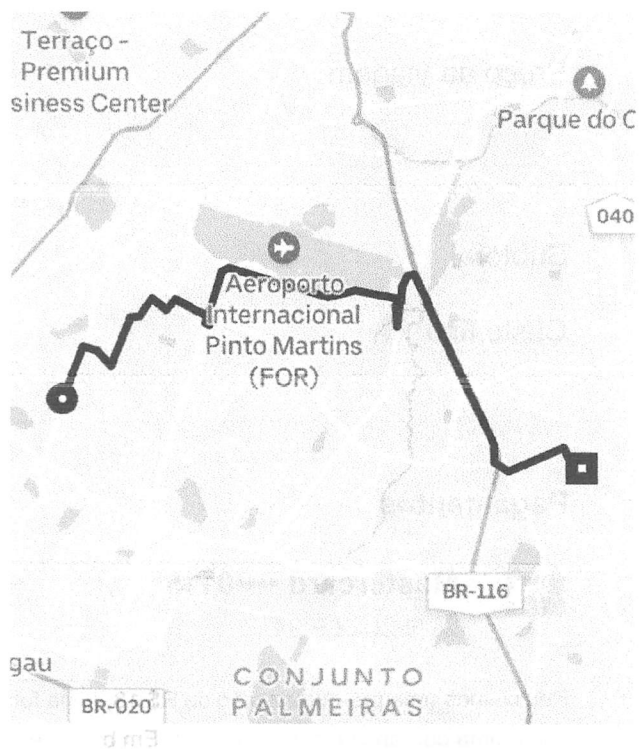 Terraço -
Premium
siness Center
Parque do C
040
Aeroporto
Internacional
Pinto Martins
(FOR)
BR-116
gau
CONJUNTO
PALMEIRAS
BR-020